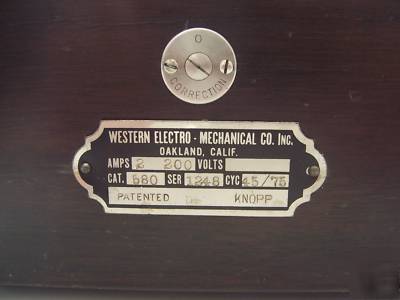 0
CORRECTION
WESTERN ELECTRO-MECHANICAL CO. INC.
OAKLAND, CALIF.
AMPS 2 200 VOLTS
CAT. 580 SER 1248 CYC 45/75
PATENTED KNOPP